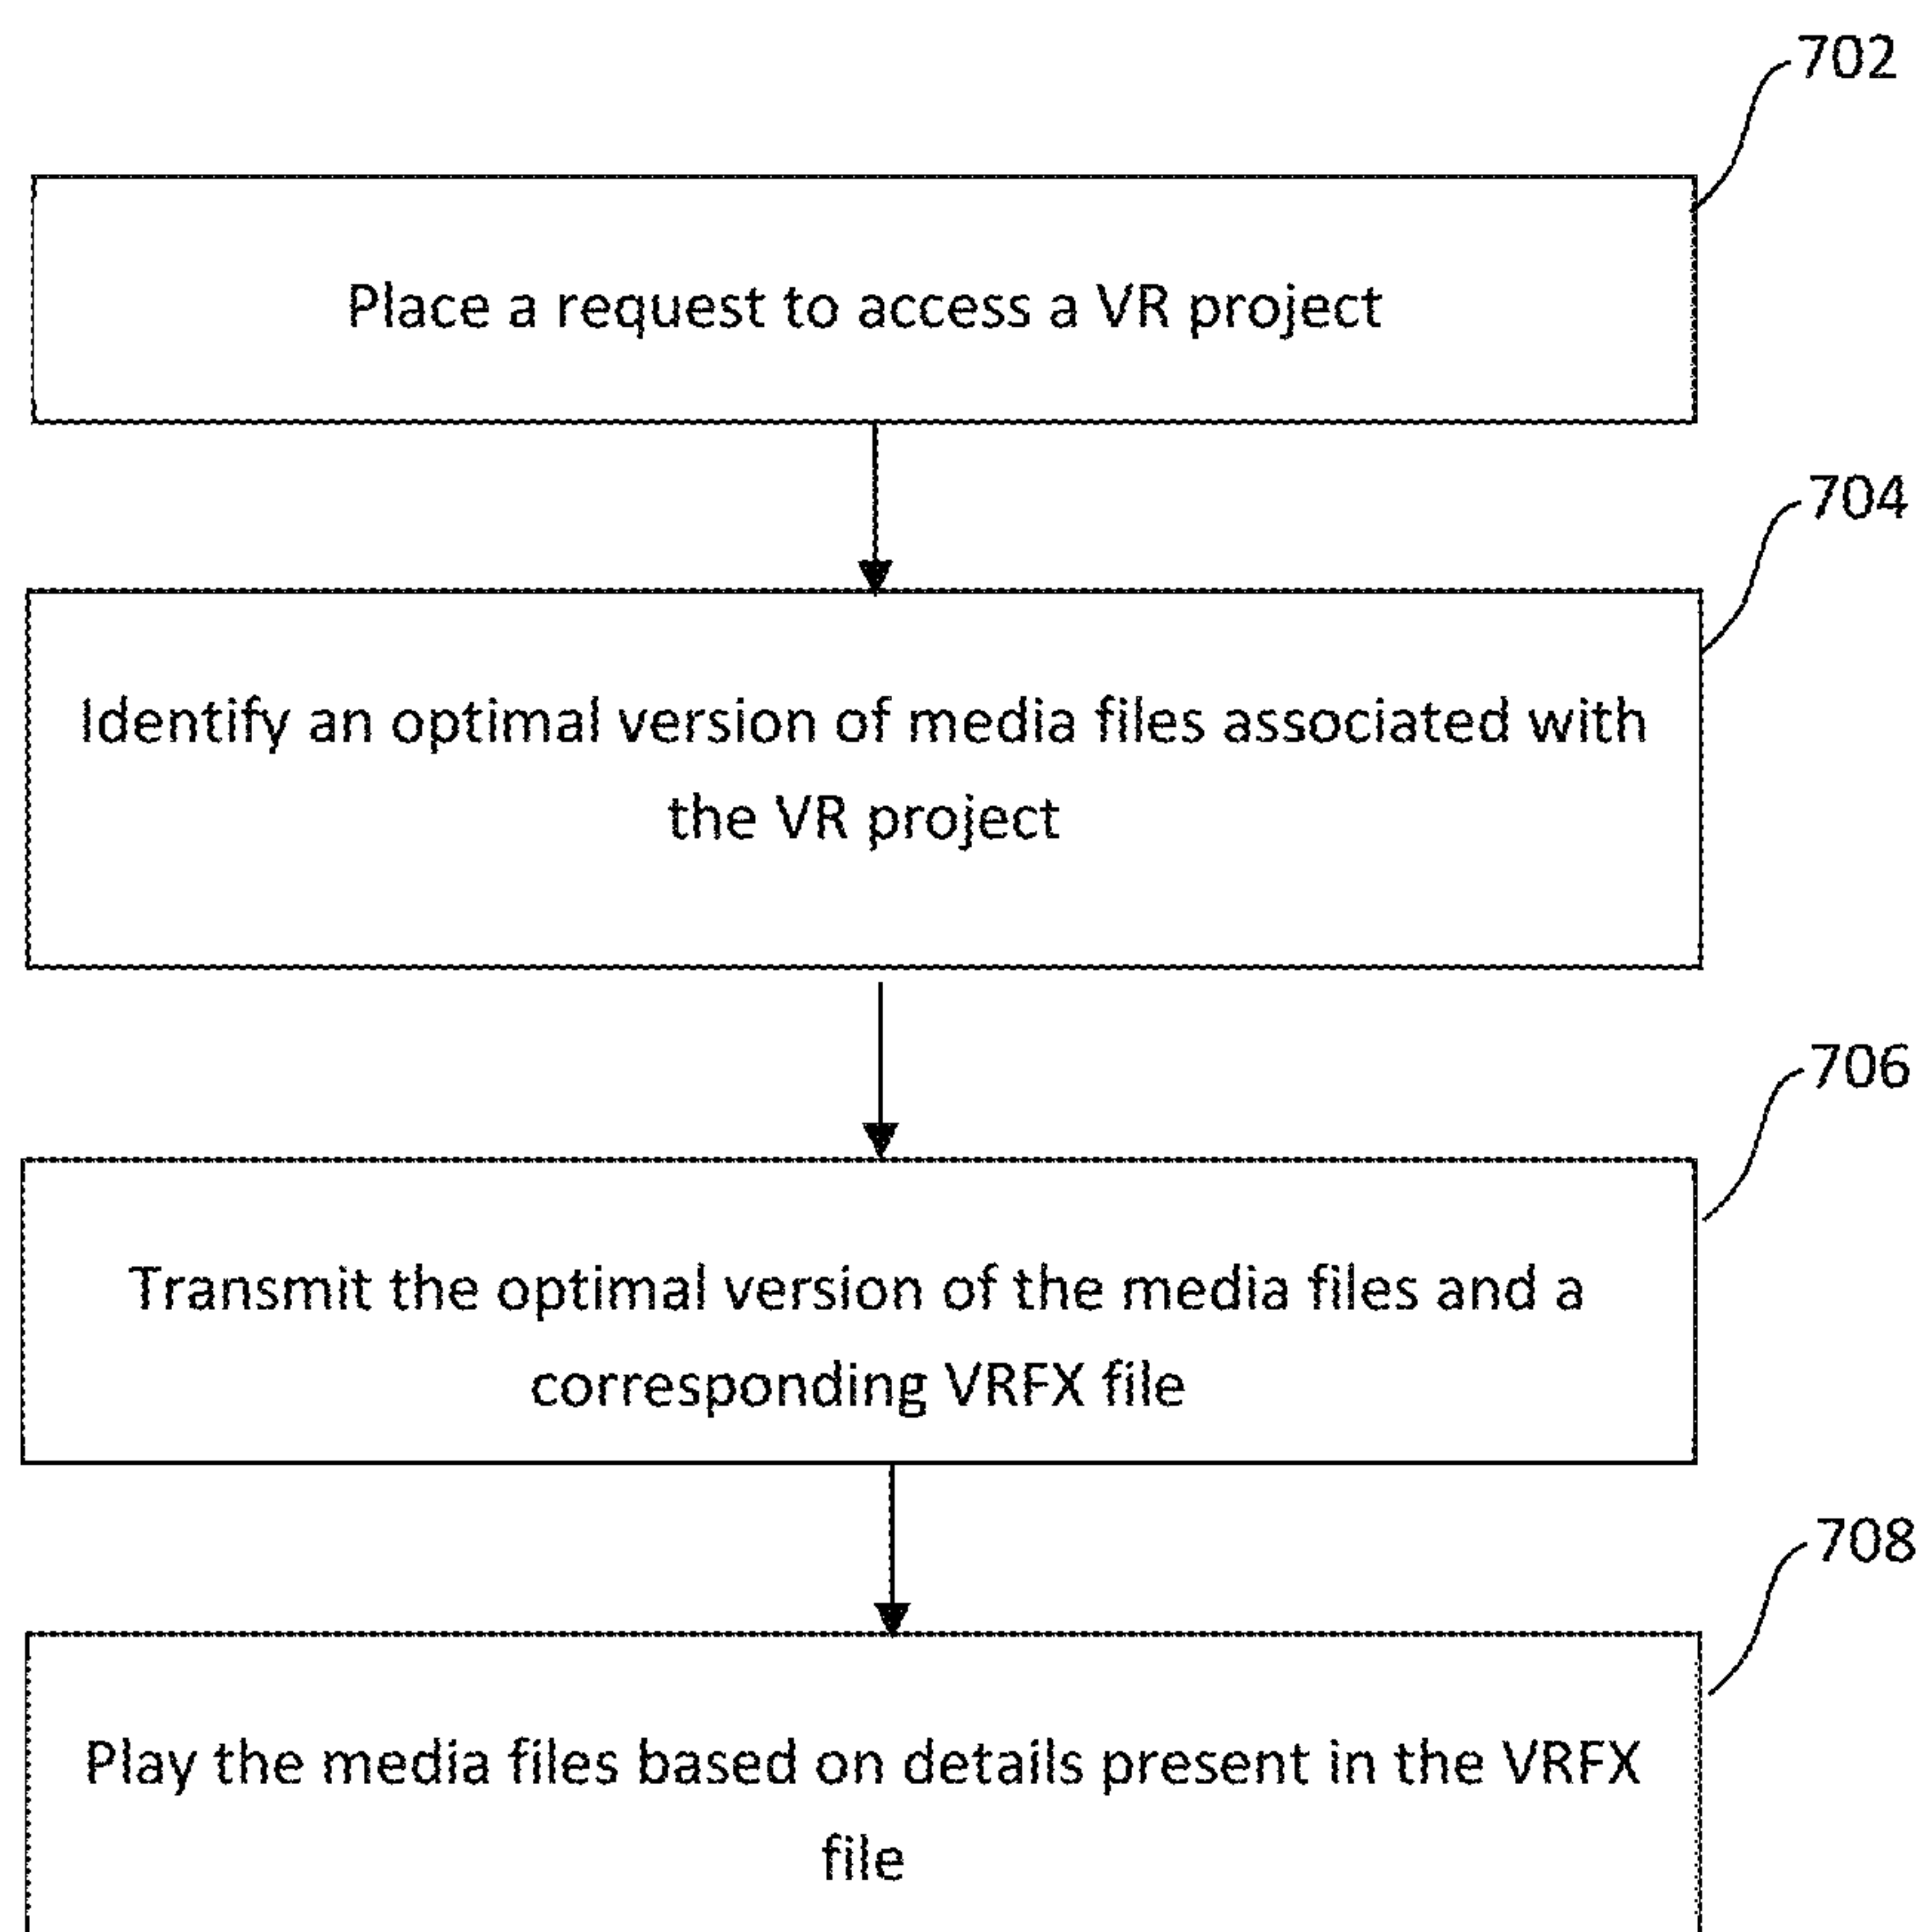 702
Place a request to access a VR project
704
Identify an optimal version of media files associated with
the VR project
706
Transmit the optimal version of the media files and a
corresponding VRFX file
708
Play the media files based on details present in the VRFX
file